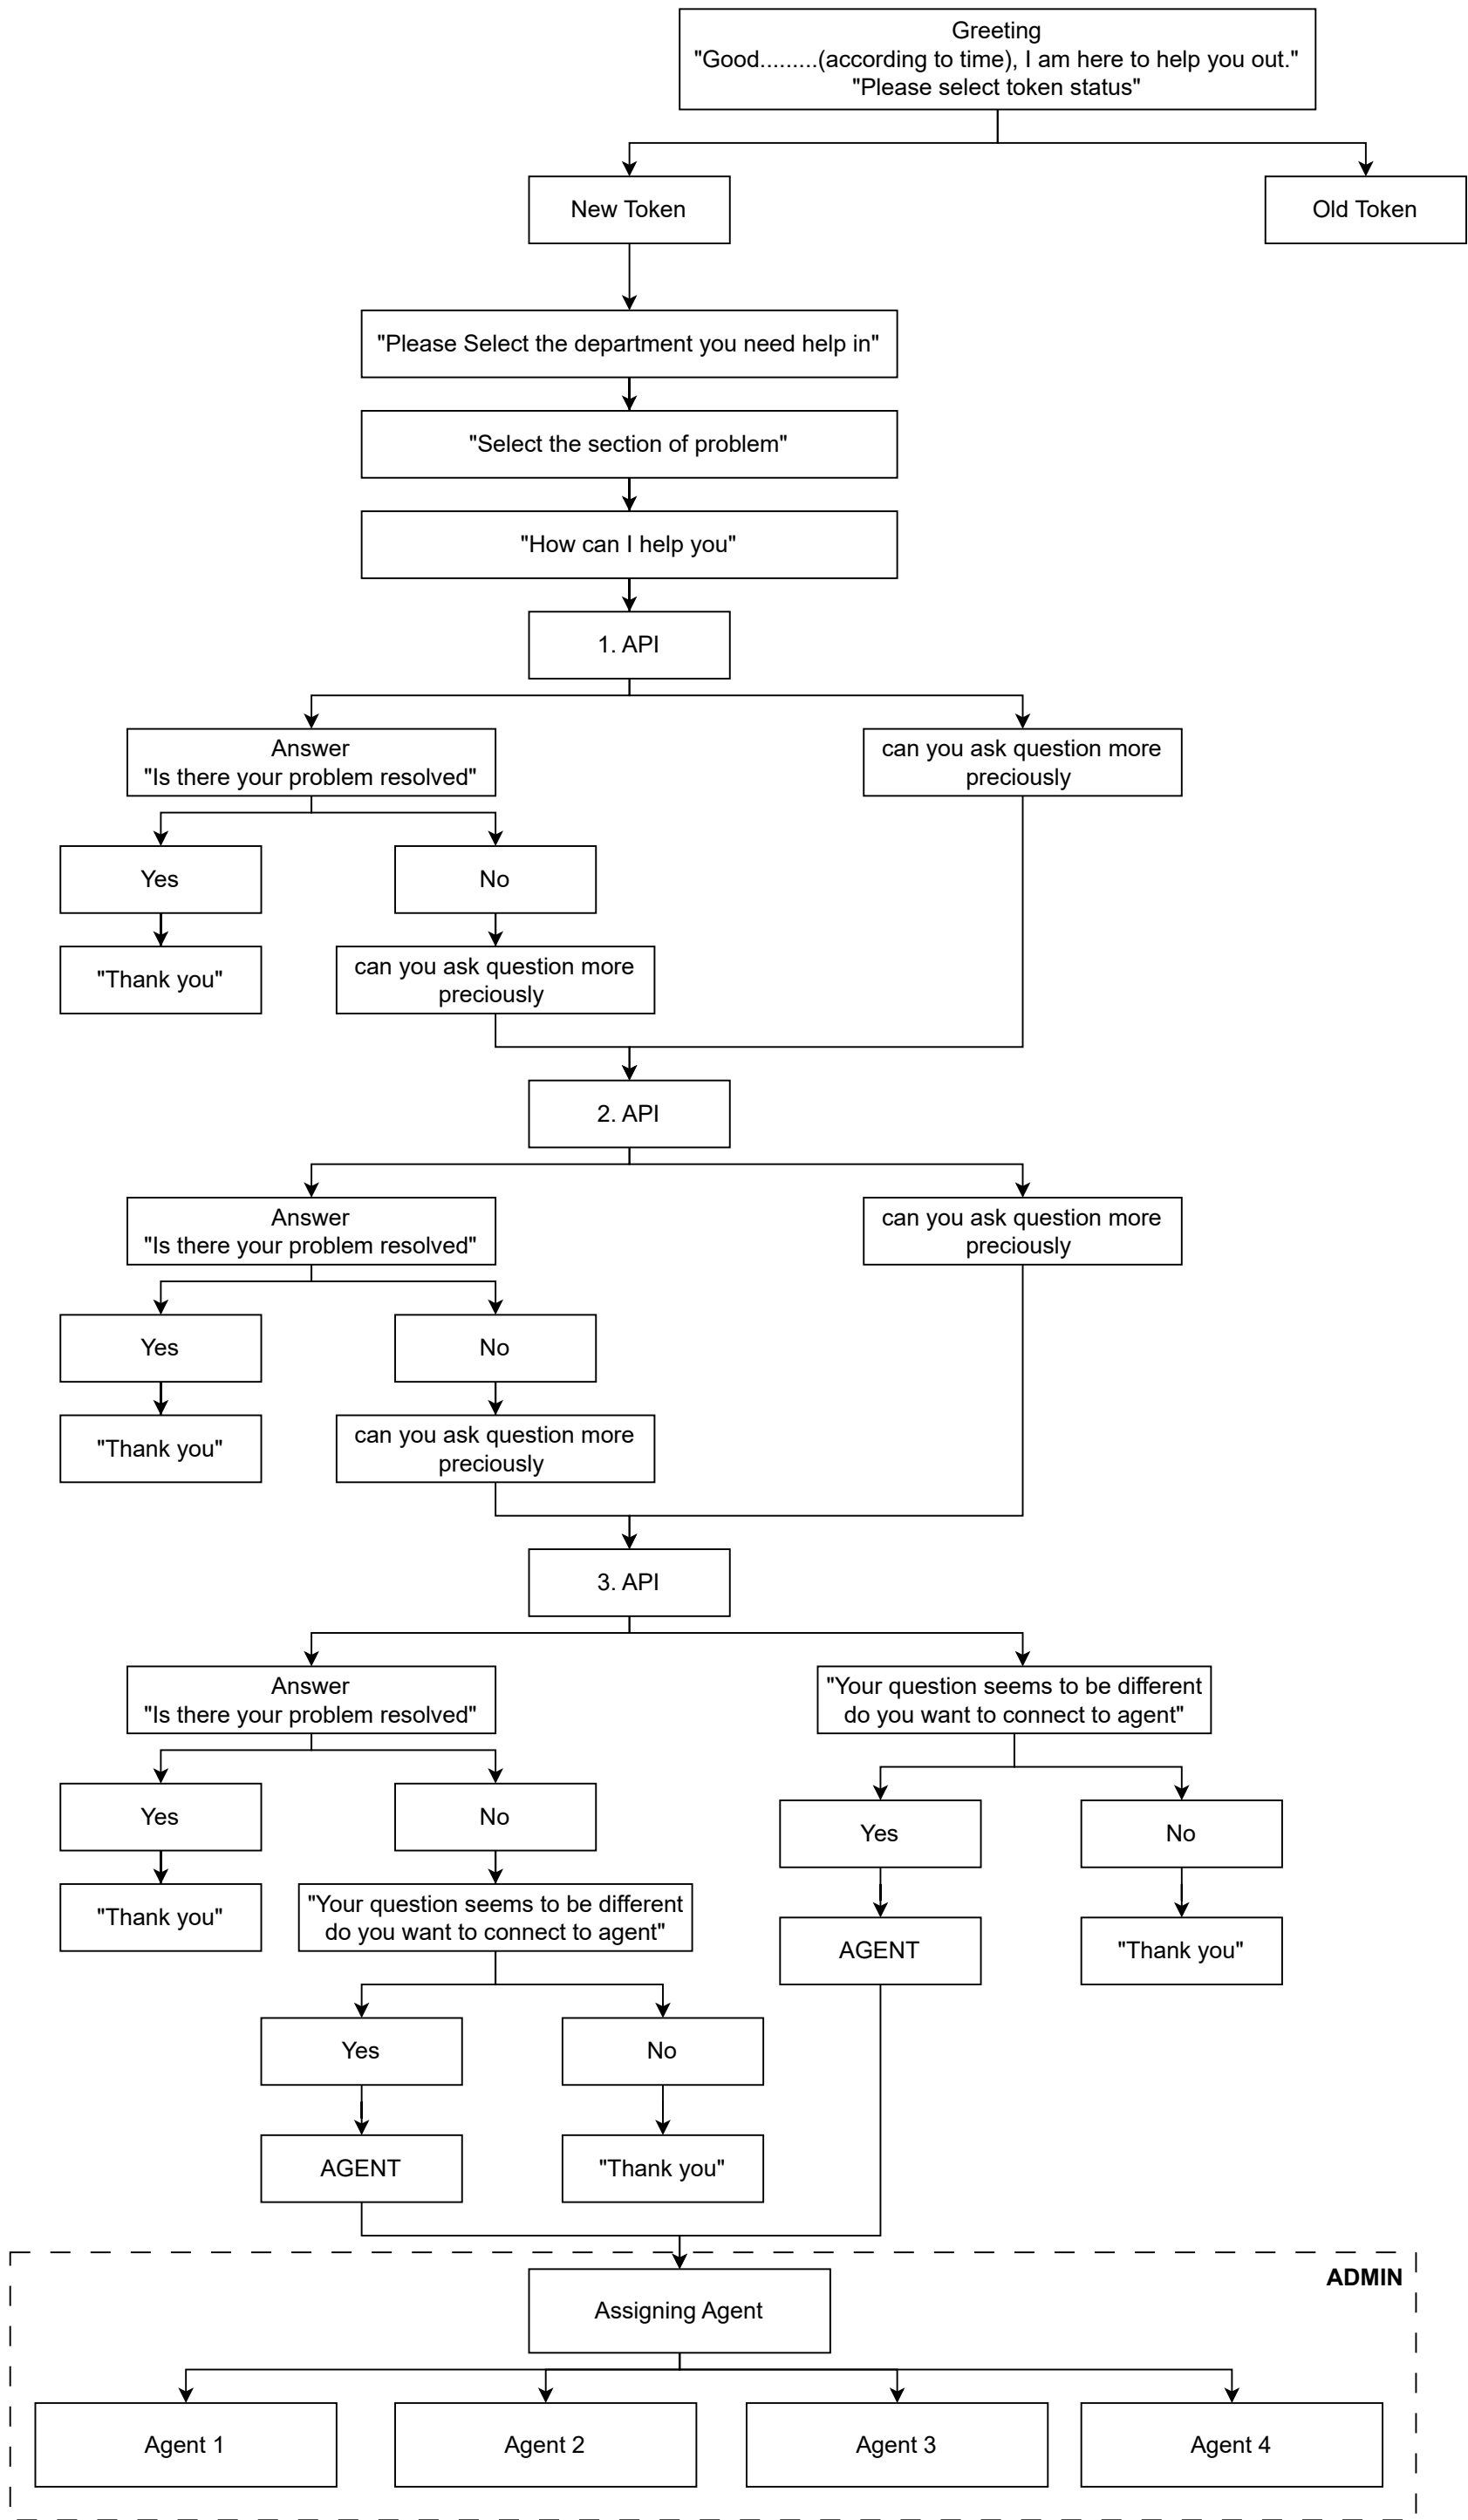 Greeting
"Good.........(according to time), I am here to help you out."
"Please select token status"
New Token
Old Token
"Please Select the department you need help in"
"Select the section of problem"
"How can I help you"
1. API
Answer
"Is there your problem resolved"
can you ask question more
preciously
Yes
No
"Thank you"
can you ask question more
preciously
2. API
Answer
"Is there your problem resolved"
can you ask question more
preciously
Yes
No
"Thank you"
can you ask question more
preciously
3. API
Answer
"Is there your problem resolved"
"Your question seems to be different
do you want to connect to agent"
Yes
No
Yes
No
"Thank you"
"Your question seems to be different
do you want to connect to agent"
AGENT
"Thank you"
Yes
No
AGENT
"Thank you"
ADMIN
Assigning Agent
Agent 1
Agent 2
Agent 3
Agent 4